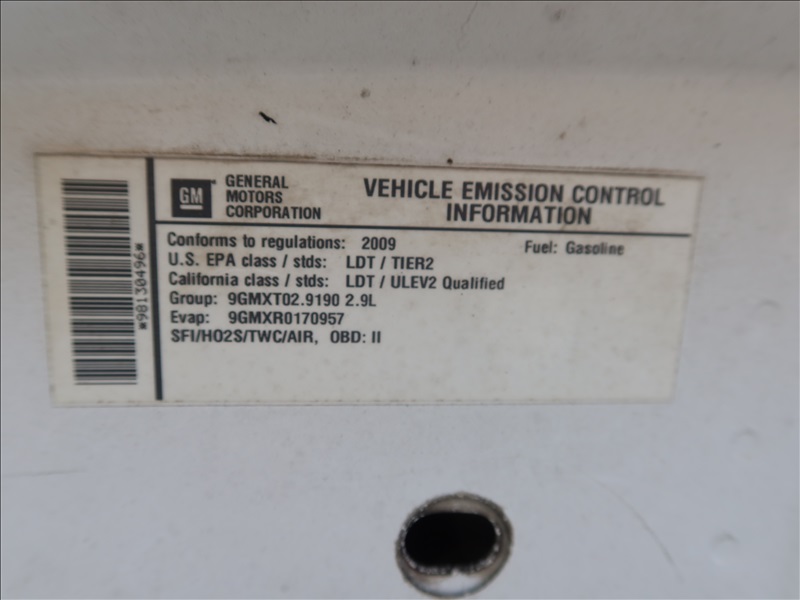 GM
GENERAL
MOTORS
CORPORATION
VEHICLE EMISSION CONTROL
INFORMATION
Conforms to regulations: 2009
Fuel: Gasoline
U.S. EPA class / stds: LDT / TIER2
California class / stds: LDT / ULEV2 Qualified
Group: 9GMXT02.9190 2.9L
Evap: 9GMXR0170957
SFI/HO2S/TWC/AIR, OBD: II
*98130496*